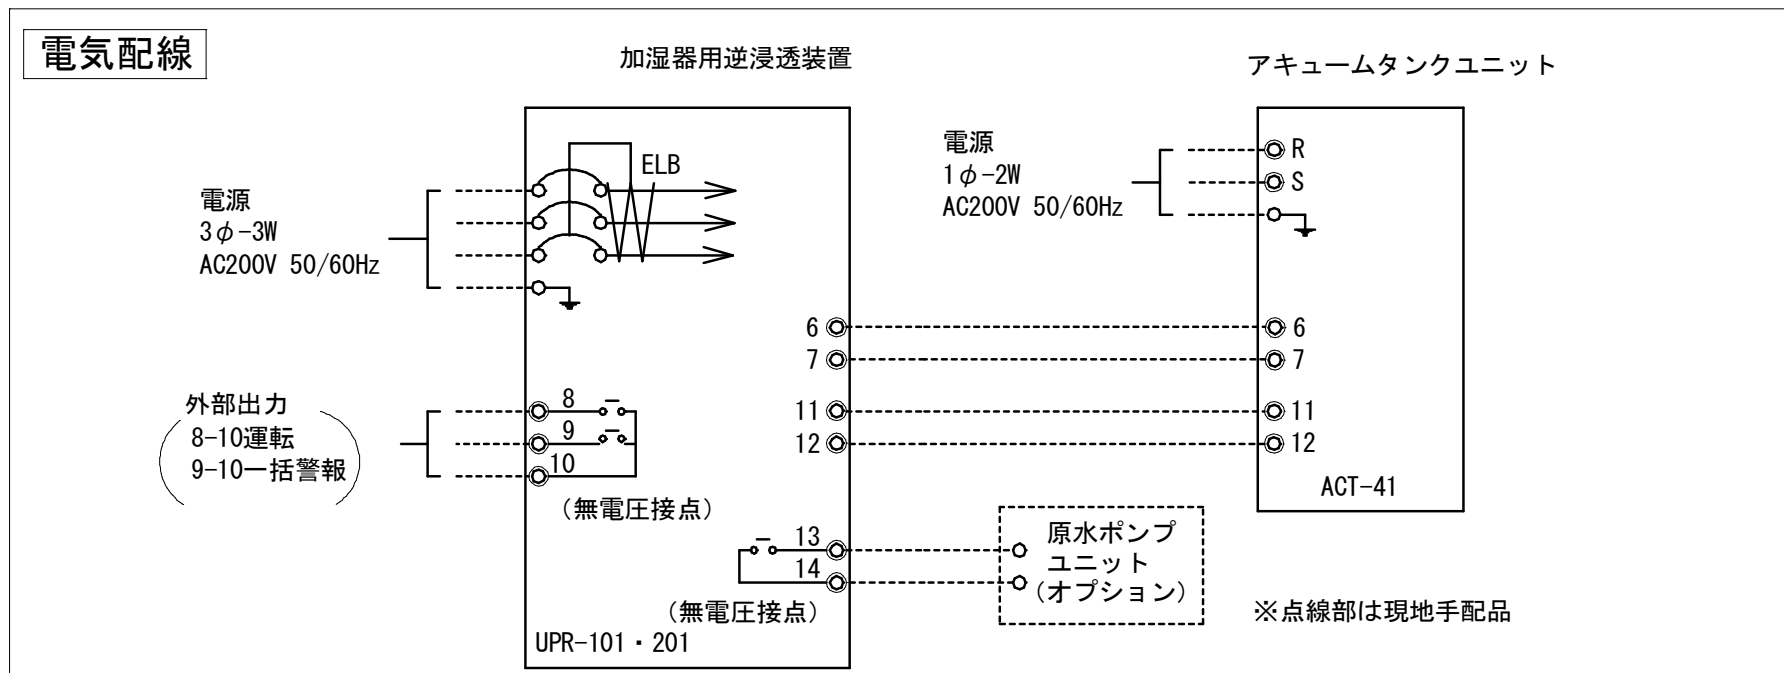 電気配線
加湿器用逆浸透装置
アキュームタンクユニット
電源
3φ-3W
AC200V 50/60Hz
ELB
電源
1φ-2W
AC200V 50/60Hz
R
S
6
7
11
12
6
7
11
12
ACT-41
外部出力
8-10運転
9-10一括警報
8
9
10
(無電圧接点)
13
14
(無電圧接点)
UPR-101・201
原水ポンプ
ユニット
(オプション)
※点線部は現地手配品